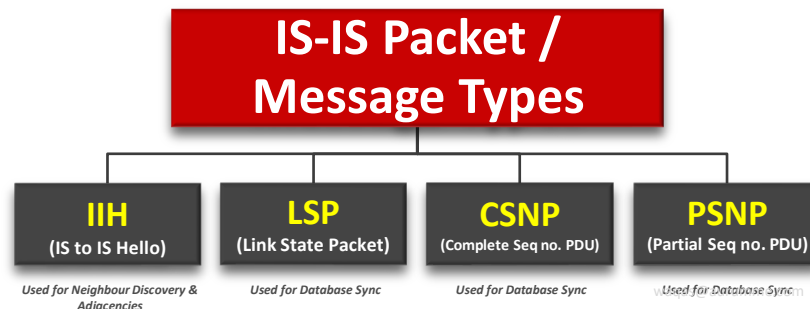 IS-IS Packet /
Message Types
IIH
(IS to IS Hello)
LSP
(Link State Packet)
CSNP
(Complete Seq no. PDU)
PSNP
(Partial Seq no. PDU)
Used for Neighbour Discovery &
Adjacencies
Used for Database Sync
Used for Database Sync
Used for Database Sync